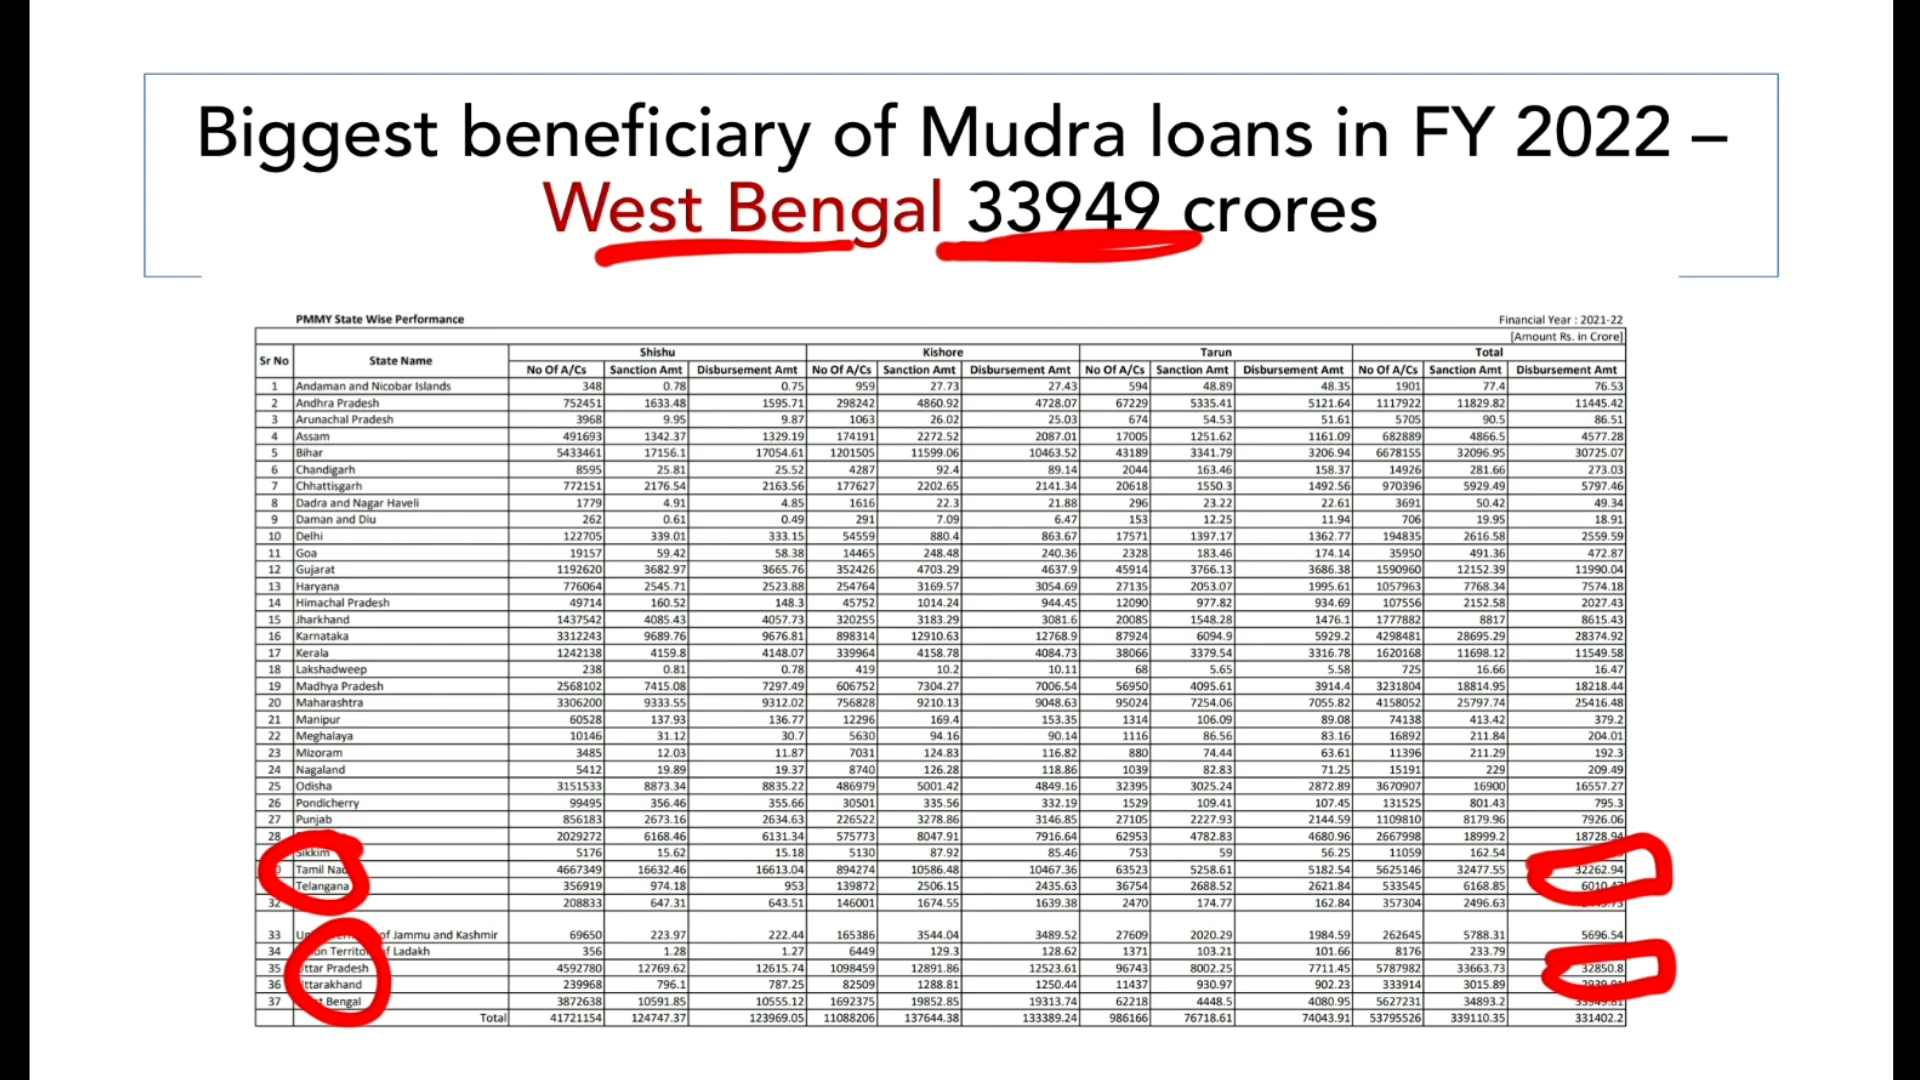 Biggest beneficiary of Mudra loans in FY 2022 –
West Bengal 33949 crores
PMMY State Wise Performance Financial Year : 2021-22
[Amount Rs. in Crore]
Sr No State Name Shishu Kishore Tarun Total
No Of A/Cs Sanction Amt Disbursement Amt No Of A/Cs Sanction Amt Disbursement Amt No Of A/Cs Sanction Amt Disbursement Amt No Of A/Cs Sanction Amt Disbursement Amt
1 Andaman and Nicobar Islands 348 0.78 0.75 959 27.73 27.43 594 48.89 48.35 1901 77.4 76.53
2 Andhra Pradesh 752451 1633.48 1595.71 298242 4860.92 4728.07 67229 5335.41 5121.64 1117922 11829.82 11445.42
3 Arunachal Pradesh 3968 9.95 9.87 1063 26.02 25.03 674 54.53 51.61 5705 90.5 86.51
4 Assam 491693 1342.37 1329.19 174191 2272.52 2087.01 17005 1251.62 1161.09 682889 4866.5 4577.28
5 Bihar 5433461 17156.1 17054.61 1201505 11599.06 10463.52 43189 3341.79 3206.94 6678155 32096.95 30725.07
6 Chandigarh 8595 25.81 25.52 4287 92.4 89.14 2044 163.46 158.37 14926 281.66 273.03
7 Chhattisgarh 772151 2176.54 2163.56 177627 2202.65 2141.34 20618 1550.3 1492.56 970396 5929.49 5797.46
8 Dadra and Nagar Haveli 1779 4.91 4.85 1616 22.3 21.88 296 23.22 22.61 3691 50.42 49.34
9 Daman and Diu 262 0.61 0.49 291 7.09 6.47 153 12.25 11.94 706 19.95 18.91
10 Delhi 122705 339.01 333.15 54559 880.4 863.67 17571 1397.17 1362.77 194835 2616.58 2559.59
11 Goa 19157 59.42 58.38 14465 248.48 240.36 2328 183.46 174.14 35950 491.36 472.87
12 Gujarat 1192620 3682.97 3665.76 352426 4703.29 4637.9 45914 3766.13 3686.38 1590960 12152.39 11990.04
13 Haryana 776064 2545.71 2523.88 254764 3169.57 3054.69 27135 2053.07 1995.61 1057963 7768.34 7574.18
14 Himachal Pradesh 49714 160.52 148.3 45752 1014.24 944.45 12090 977.82 934.69 107556 2152.58 2027.43
15 Jharkhand 1437542 4085.43 4057.73 320255 3183.29 3081.6 20085 1548.28 1476.1 1777882 8817 8615.43
16 Karnataka 3312243 9689.76 9676.81 898314 12910.63 12768.9 87924 6094.9 5929.2 4298481 28695.29 28374.92
17 Kerala 1242138 4159.8 4148.07 339964 4158.78 4084.73 38066 3379.54 3316.78 1620168 11698.12 11549.58
18 Lakshadweep 238 0.81 0.78 419 10.2 10.11 68 5.65 5.58 725 16.66 16.47
19 Madhya Pradesh 2568102 7415.08 7297.49 606752 7304.27 7006.54 56950 4095.61 3914.4 3231804 18814.95 18218.44
20 Maharashtra 3306200 9333.55 9312.02 756828 9210.13 9048.63 95024 7254.06 7055.82 4158052 25797.74 25416.48
21 Manipur 60528 137.93 136.77 12296 169.4 153.35 1314 106.09 89.08 74138 413.42 379.2
22 Meghalaya 10146 31.12 30.7 5630 94.16 90.14 1116 86.56 83.16 16892 211.84 204.01
23 Mizoram 3485 12.03 11.87 7031 124.83 116.82 880 74.44 63.61 11396 211.29 192.3
24 Nagaland 5412 19.89 19.37 8740 126.28 118.86 1039 82.83 71.25 15191 229 209.49
25 Odisha 3151533 8873.34 8835.22 486979 5001.42 4849.16 32395 3025.24 2872.89 3670907 16900 16557.27
26 Pondicherry 99495 356.46 355.66 30501 335.56 332.19 1529 109.41 107.45 131525 801.43 795.3
27 Punjab 856183 2673.16 2634.63 226522 3278.86 3146.85 27105 2227.93 2144.59 1109810 8179.96 7926.06
28 2029272 6168.46 6131.34 575773 8047.91 7916.64 62953 4782.83 4680.96 2667998 18999.2 18728.94
Sikkim 5176 15.62 15.18 5130 87.92 85.46 753 59 56.25 11059 162.54
Tamil 4667349 16632.46 16613.04 894274 10586.48 10467.36 63523 5258.61 5182.54 5625146 32477.55 32262.94
Telangana 356919 974.18 953 139872 2506.15 2435.63 36754 2688.52 2621.84 533545 6168.85
32 208833 647.31 643.51 146001 1674.55 1639.38 2470 174.77 162.84 357304 2496.63
33 of Jammu and Kashmir 69650 223.97 222.44 165386 3544.04 3489.52 27609 2020.29 1984.59 262645 5788.31 5696.54
34 Ladakh 356 1.28 1.27 6449 129.3 128.62 1371 103.21 101.66 8176 233.79
35 Pradesh 4592780 12769.62 12615.74 1098459 12891.86 12523.61 96743 8002.25 7711.45 5787982 33663.73 32850.8
36 239968 796.1 787.25 82509 1288.81 1250.44 11437 930.97 902.23 333914 3015.89
37 Bengal 3872638 10591.85 10555.12 1692375 19852.85 19313.74 62218 4448.5 4080.95 5627231 34893.2
Total 41721154 124747.37 123969.05 11088206 137644.38 133389.24 986166 76718.61 74043.91 53795526 339110.35 331402.2